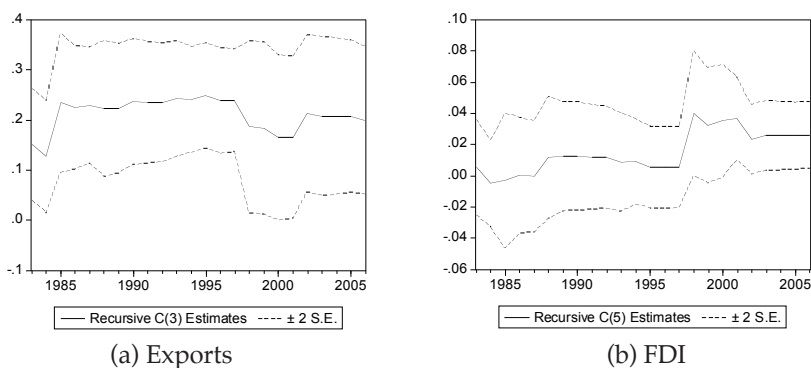 .4
.3
.2
.1
.0
-.1
1985 1990 1995 2000 2005
Recursive C(3) Estimates ± 2 S.E.
(a) Exports
.10
.08
.06
.04
.02
.00
-.02
-.04
-.06
1985 1990 1995 2000 2005
Recursive C(5) Estimates ± 2 S.E.
(b) FDI